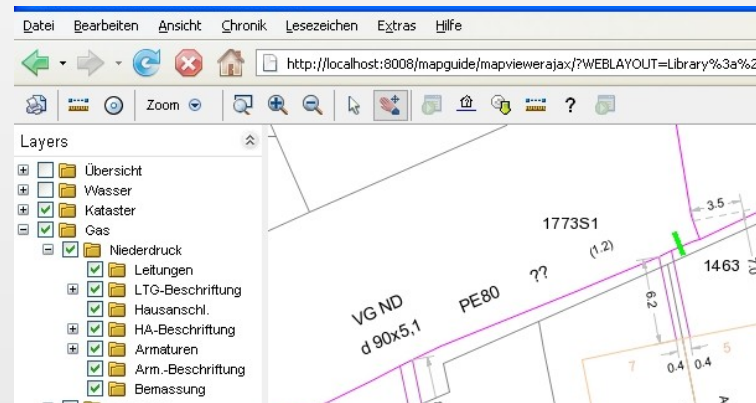 Datei Bearbeiten Ansicht Chronik Lesezeichen Extras Hilfe
http://localhost:8008/mapguide/mapviewerajax/?WEBLAYOUT=Library%3a%2
Zoom ?
Layers
Übersicht
Wasser
Kataster
Gas
Niederdruck
Leitungen
LTG-Beschriftung
Hausanschl.
HA-Beschriftung
Armaturen
Arm.-Beschriftung
Bemassung
3.5
1773S1
(1.2)
1463
7.0
??
PE80
VG ND
d 90x5,1
6.2
7
0.4
0.4
5
A